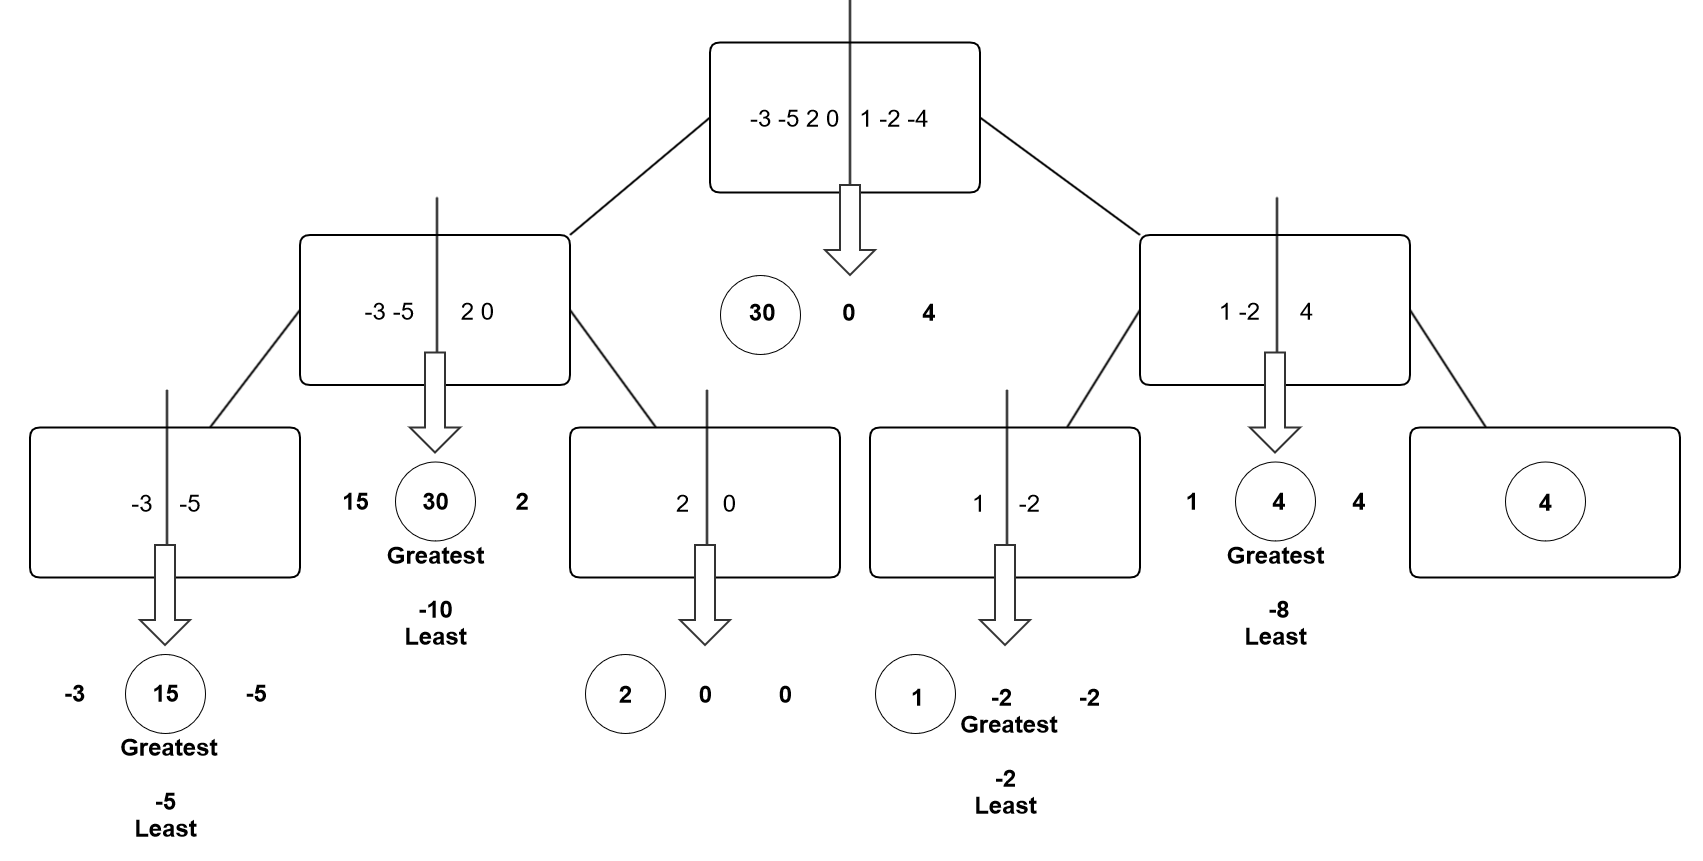 -3 -5 2 0 1 -2 -4
-3 -5 2 0
30 0 4
1 -2 4
-3 -5
15 30 2
Greatest
-10
Least
2 0
1 -2
1 4 4
Greatest
-8
Least
4
-3 15 -5
Greatest
-5
Least
2 0 0
1 -2 -2
Greatest
-2
Least